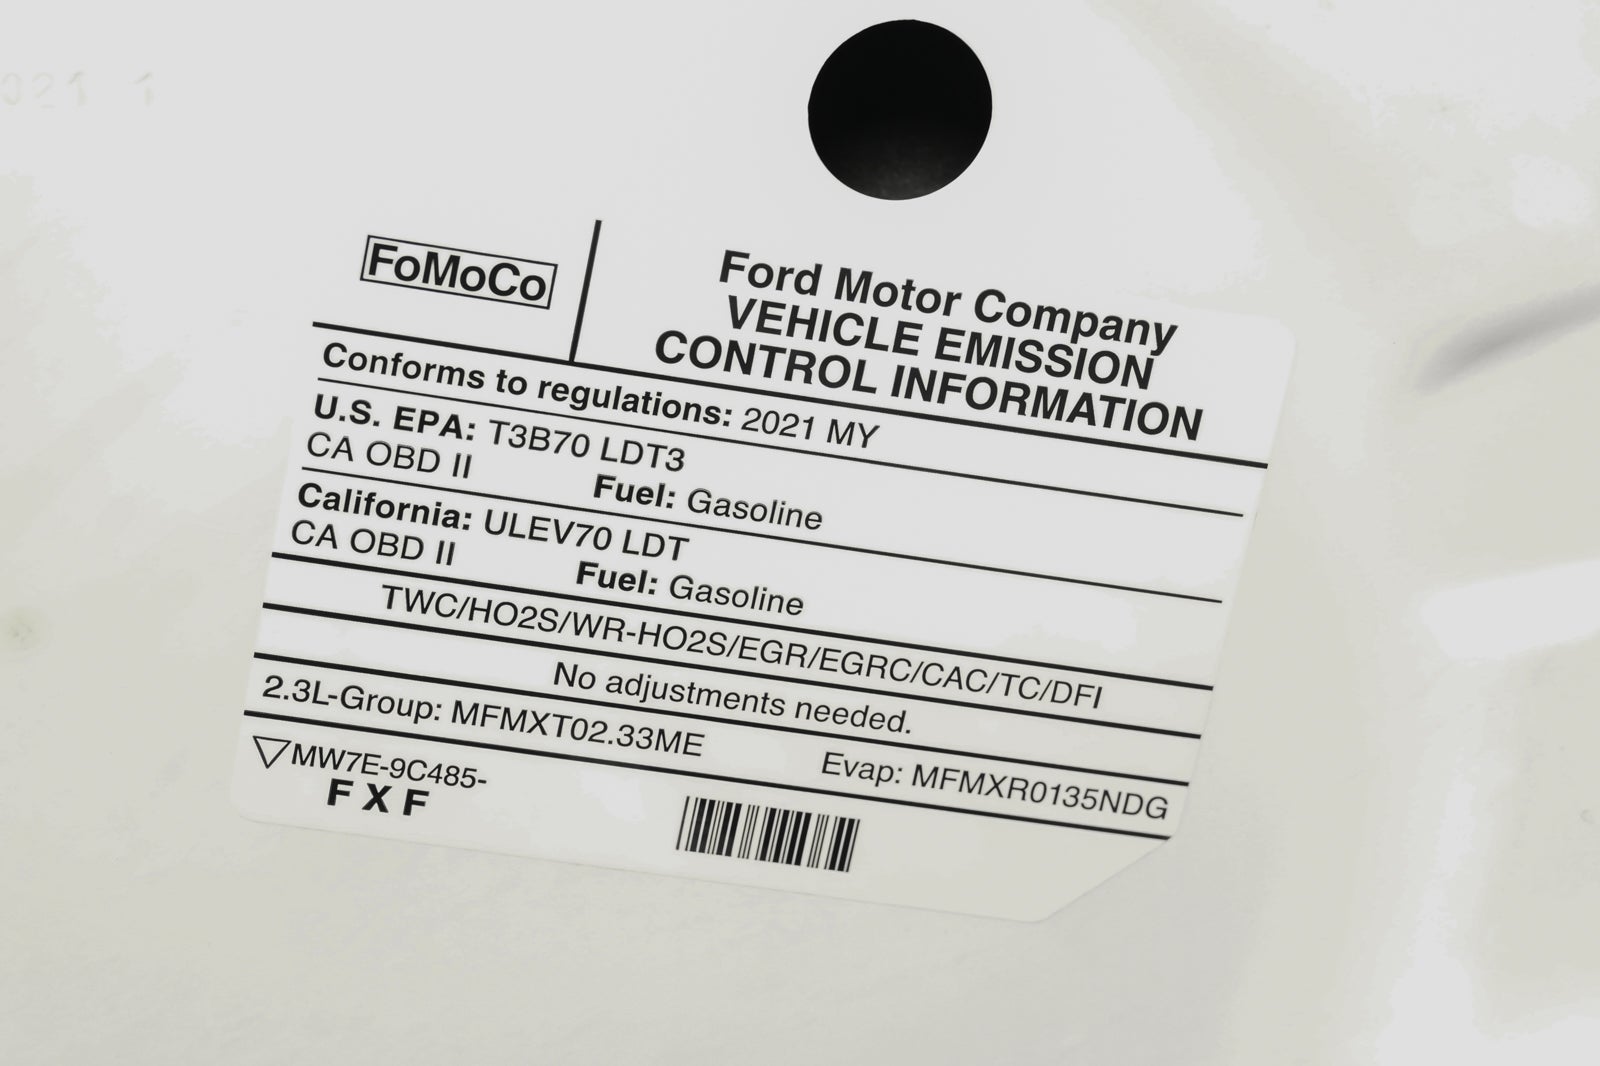 FoMoCo
Ford Motor Company
VEHICLE EMISSION
CONTROL INFORMATION
Conforms to regulations: 2021 MY
U.S. EPA: T3B70 LDT3
CA OBD II Fuel: Gasoline
California: ULEV70 LDT
CA OBD II Fuel: Gasoline
TWC/HO2S/WR-HO2S/EGR/EGRC/CAC/TC/DFI
No adjustments needed.
2.3L-Group: MFMXT02.33ME Evap: MFMXR0135NDG
MW7E-9C485-
F X F